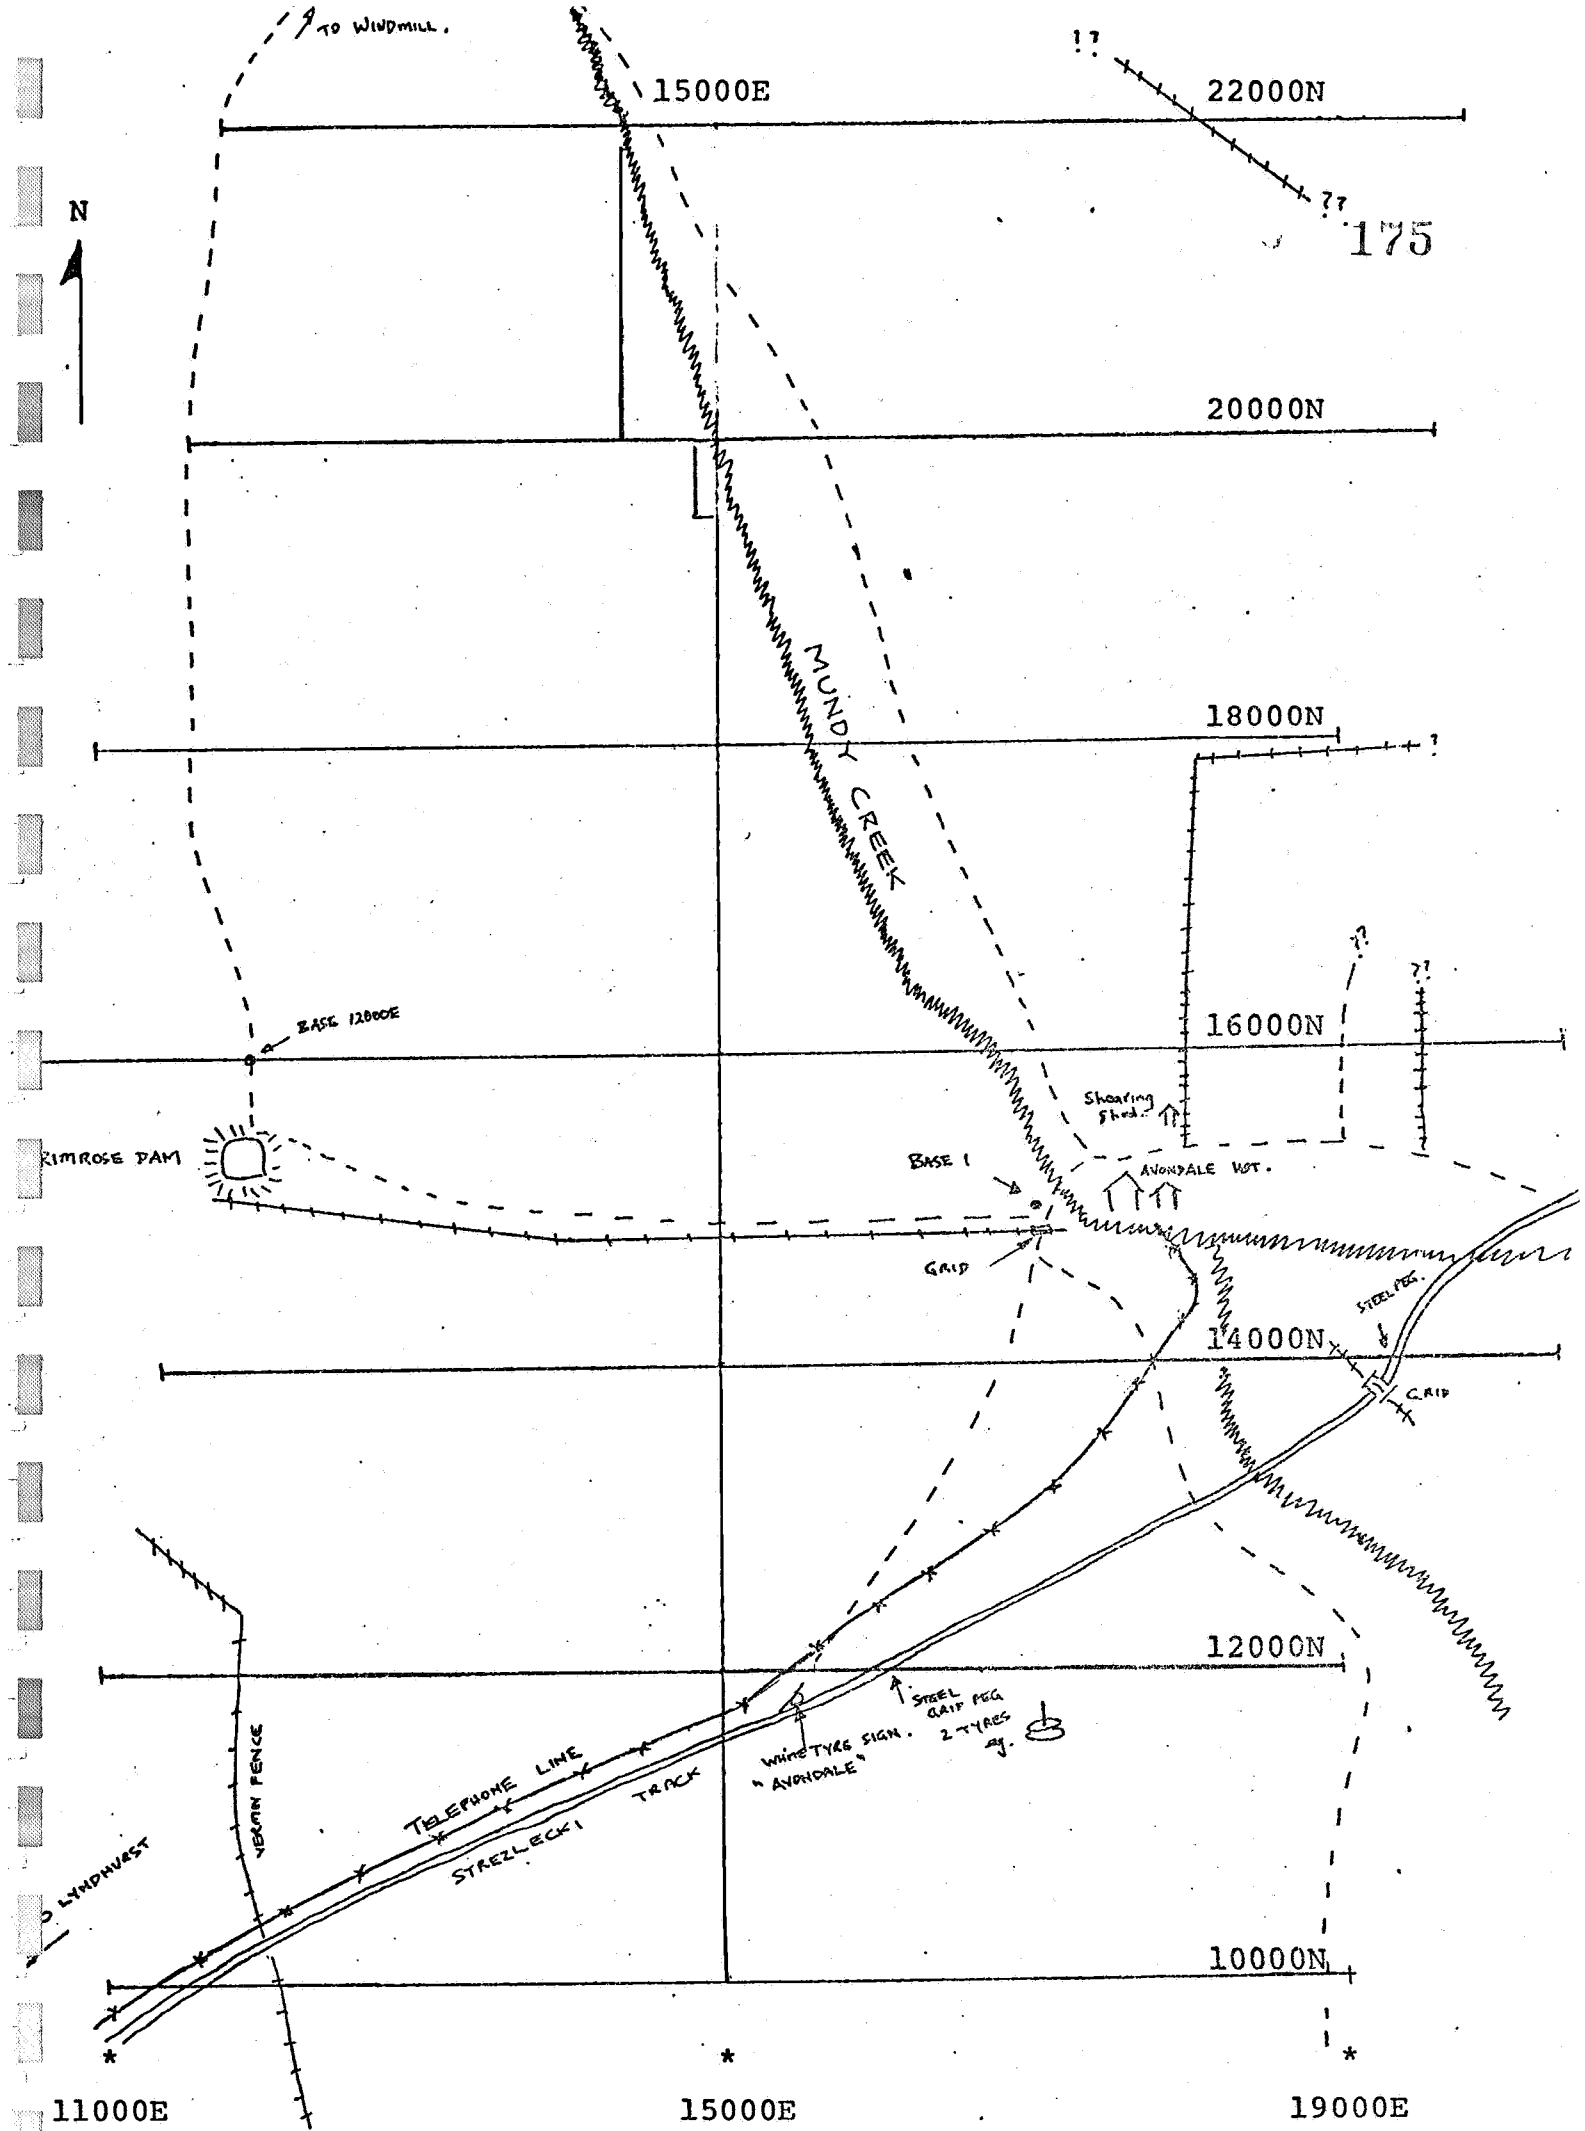 TO WINDMILL.
??
15000E
22000N
N
??
175
20000N
MUNDY CREEK
18000N
?
??
??
BASE 12000E
16000N
Shearing
Shed.
RIMROSE DAM
BASE 1
AVONDALE HST.
GRID
STEEL PEG.
14000N
GRID
12000N
STEEL
GRID PEG
2 TYRES
eg.
WHITE TYRE SIGN.
"AVONDALE"
VERMIN FENCE
TELEPHONE LINE
STREZLECKI TRACK
O LYNDHURST
10000N
*
*
*
11000E
15000E
19000E